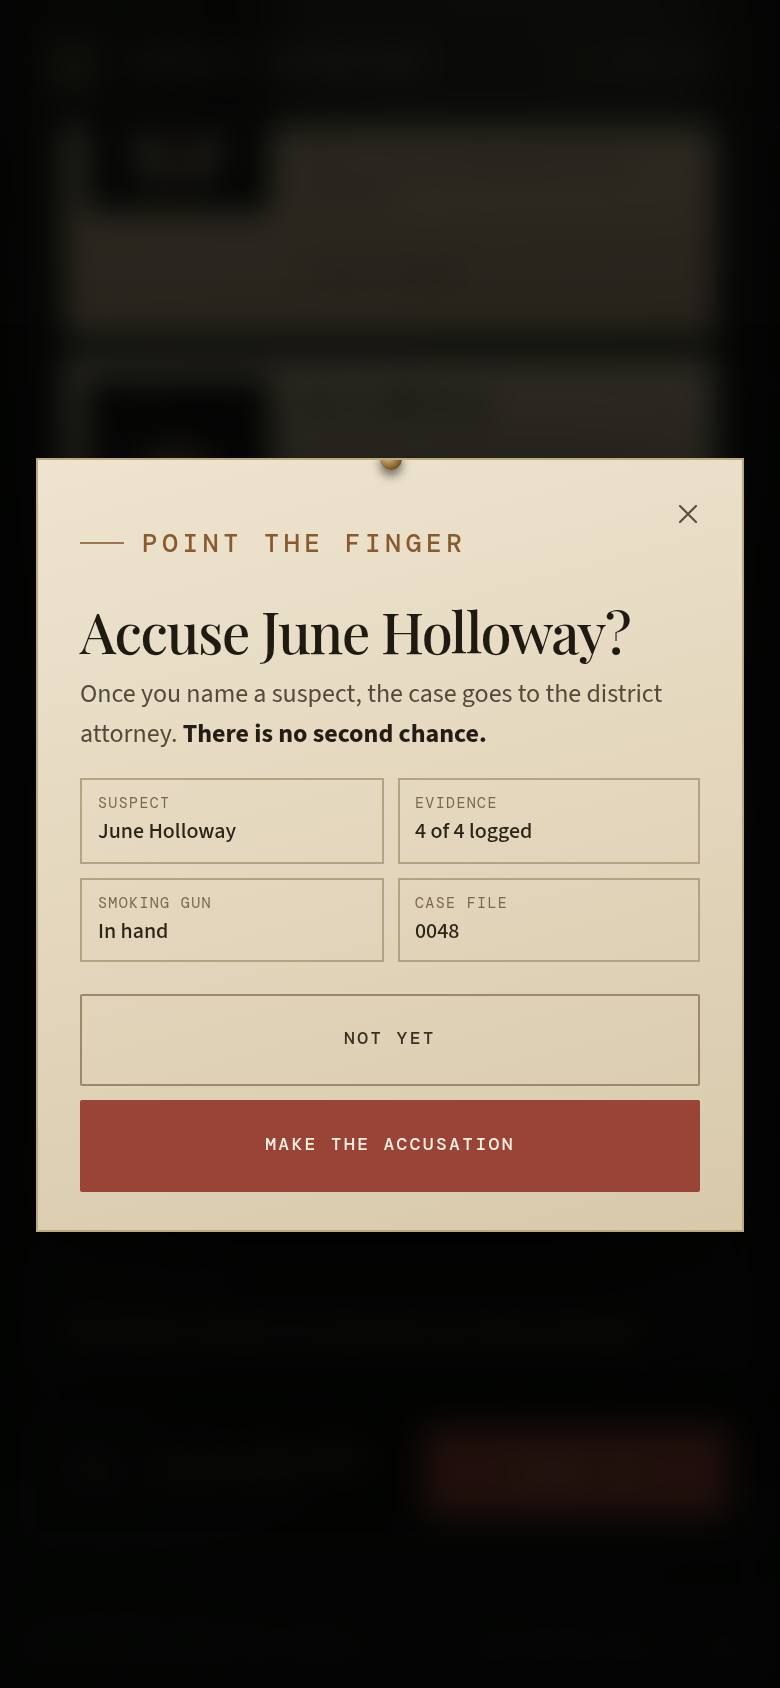 POINT THE FINGER
Accuse June Holloway?
Once you name a suspect, the case goes to the district
attorney. There is no second chance.
SUSPECT
June Holloway
EVIDENCE
4 of 4 logged
SMOKING GUN
In hand
CASE FILE
0048
NOT YET
MAKE THE ACCUSATION